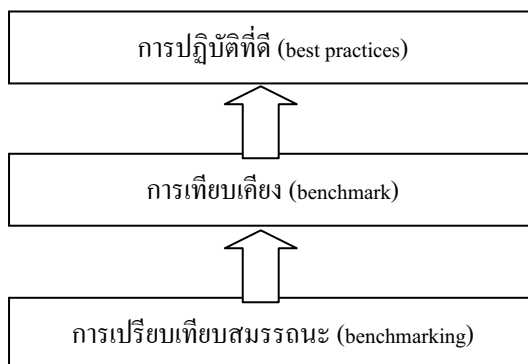 การปฏิบัติที่ดี (best practices)
การเทียบเคียง (benchmark)
การเปรียบเทียบสมรรถนะ (benchmarking)